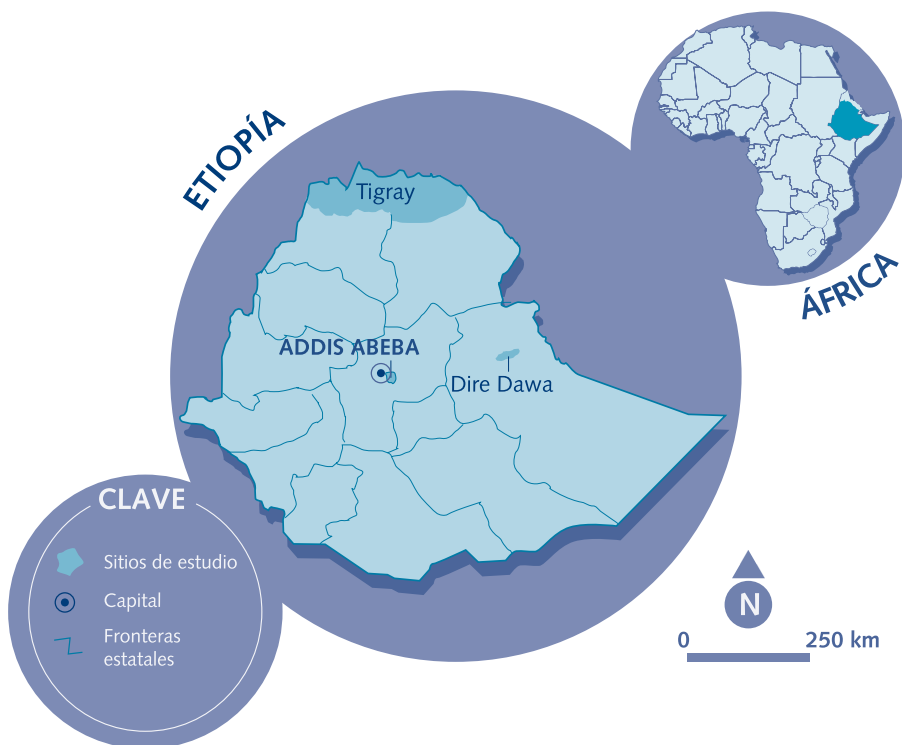 ETIOPÍA
ÁFRICA
Tigray
ADDIS ABEBA
Dire Dawa
CLAVE
Sitios de estudio
Capital
Fronteras
estatales
N
0 250 km